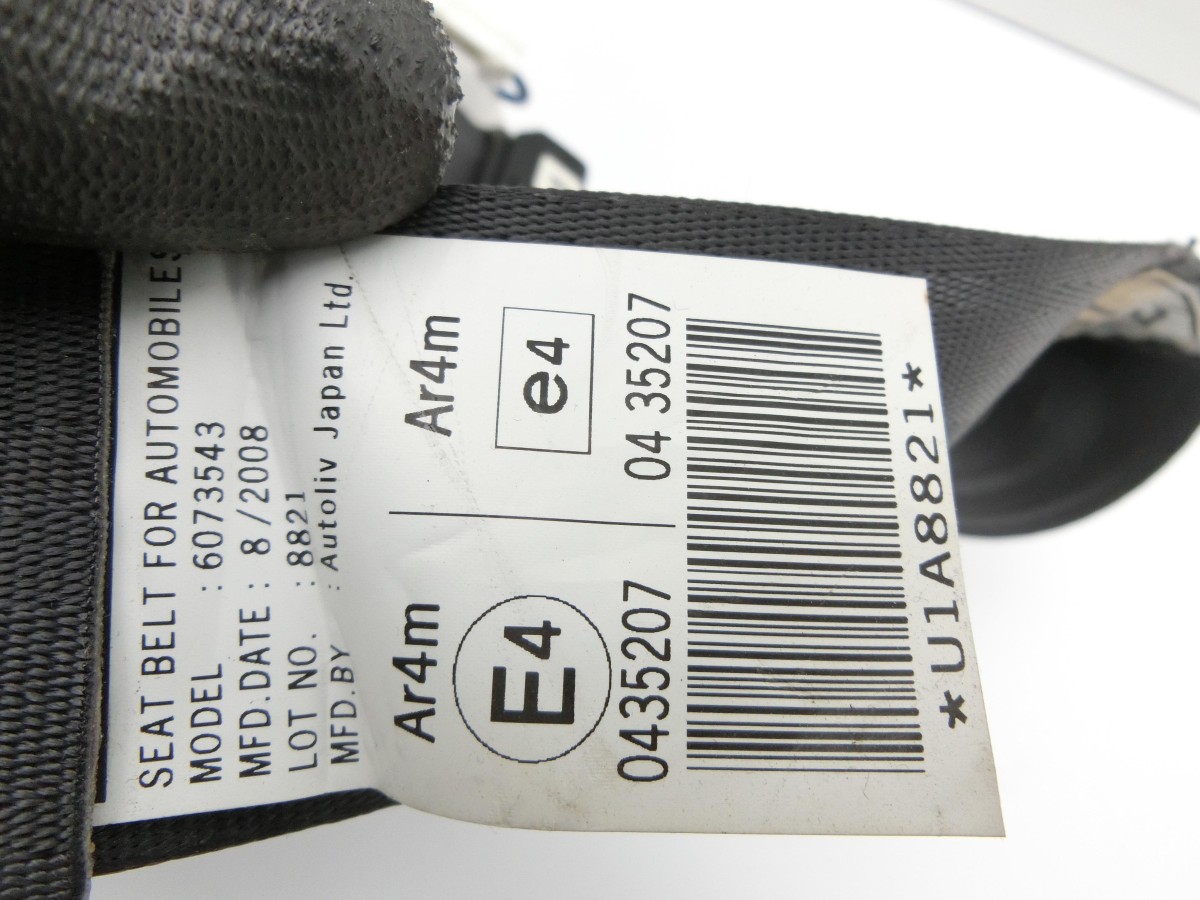 SEAT BELT FOR AUTOMOBILES
MODEL : 6073543
MFD.DATE : 8 /2008
LOT NO. : 8821
MFD.BY : Autoliv Japan Ltd.
Ar4m
E4
0435207
Ar4m
e4
04 35207
*U1A8821*